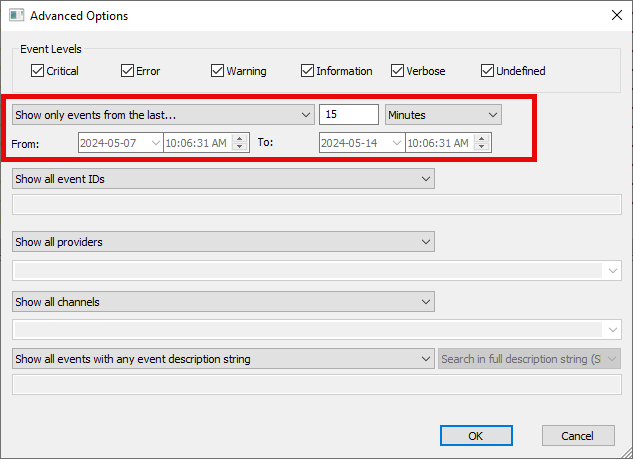 Advanced Options
Event Levels
Critical Error Warning Information Verbose Undefined
Show only events from the last... 15 Minutes
From: 2024-05-07 10:06:31 AM To: 2024-05-14 10:06:31 AM
Show all event IDs
Show all providers
Show all channels
Show all events with any event description string Search in full description string (S
OK Cancel